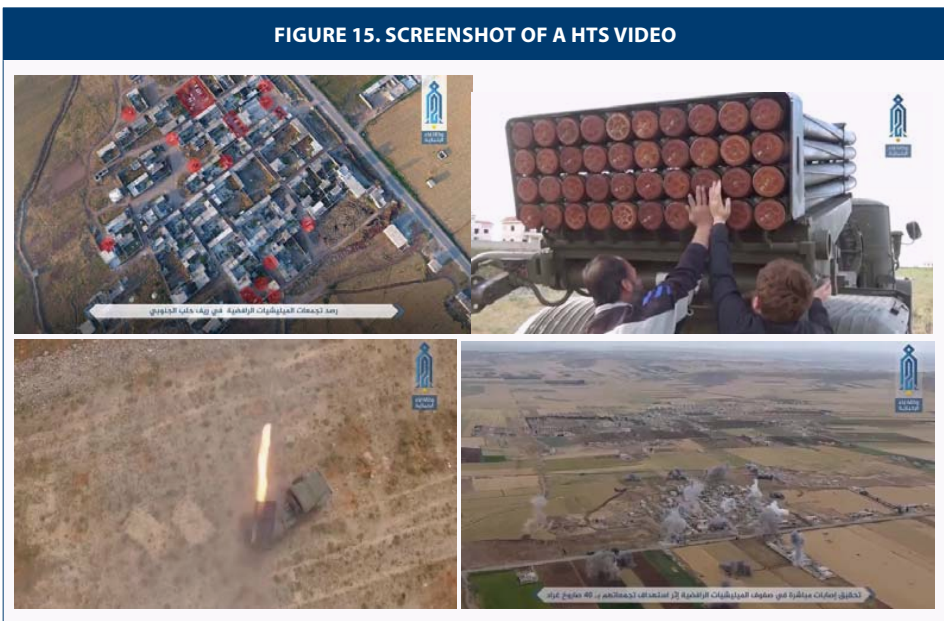 FIGURE 15. SCREENSHOT OF A HTS VIDEO
رصد تجمعات الميليشيات الرافضية في ريف حلب الجنوبي
تحقيق إصابات مباشرة في صفوف الميليشيات الرافضية إثر استهداف تجمعاتهم بـ 40 صاروخ غراد